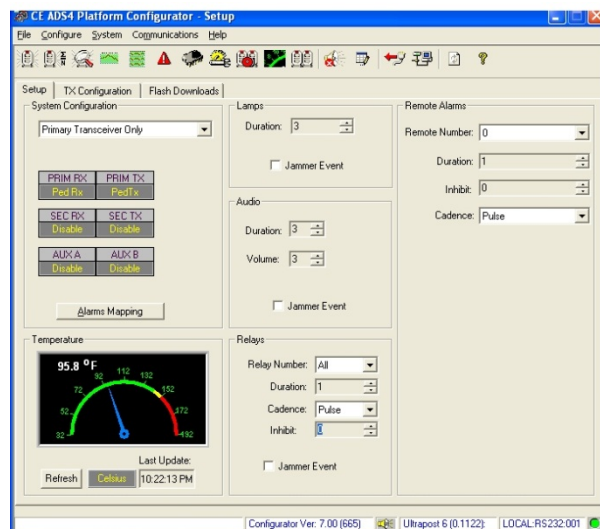 CE ADS4 Platform Configurator - Setup
File Configure System Communications Help
Setup TX Configuration Flash Downloads
System Configuration
Primary Transceiver Only
PRIM RX PRIM TX
Ped Rx PedTx
SEC RX SEC TX
Disable Disable
AUX A AUX B
Disable Disable
Alarms Mapping
Temperature
95.8 °F
32 52 72 92 112 132 152 172 192
Last Update:
Refresh Celsius 10:22:13 PM
Lamps
Duration: 3
Jammer Event
Audio
Duration: 3
Volume: 3
Jammer Event
Relays
Relay Number: All
Duration: 1
Cadence: Pulse
Inhibit: 0
Jammer Event
Remote Alarms
Remote Number: 0
Duration: 1
Inhibit: 0
Cadence: Pulse
Configurator Ver: 7.00 (665) Ultrapost 6 (0.1122): LOCAL:RS232:001